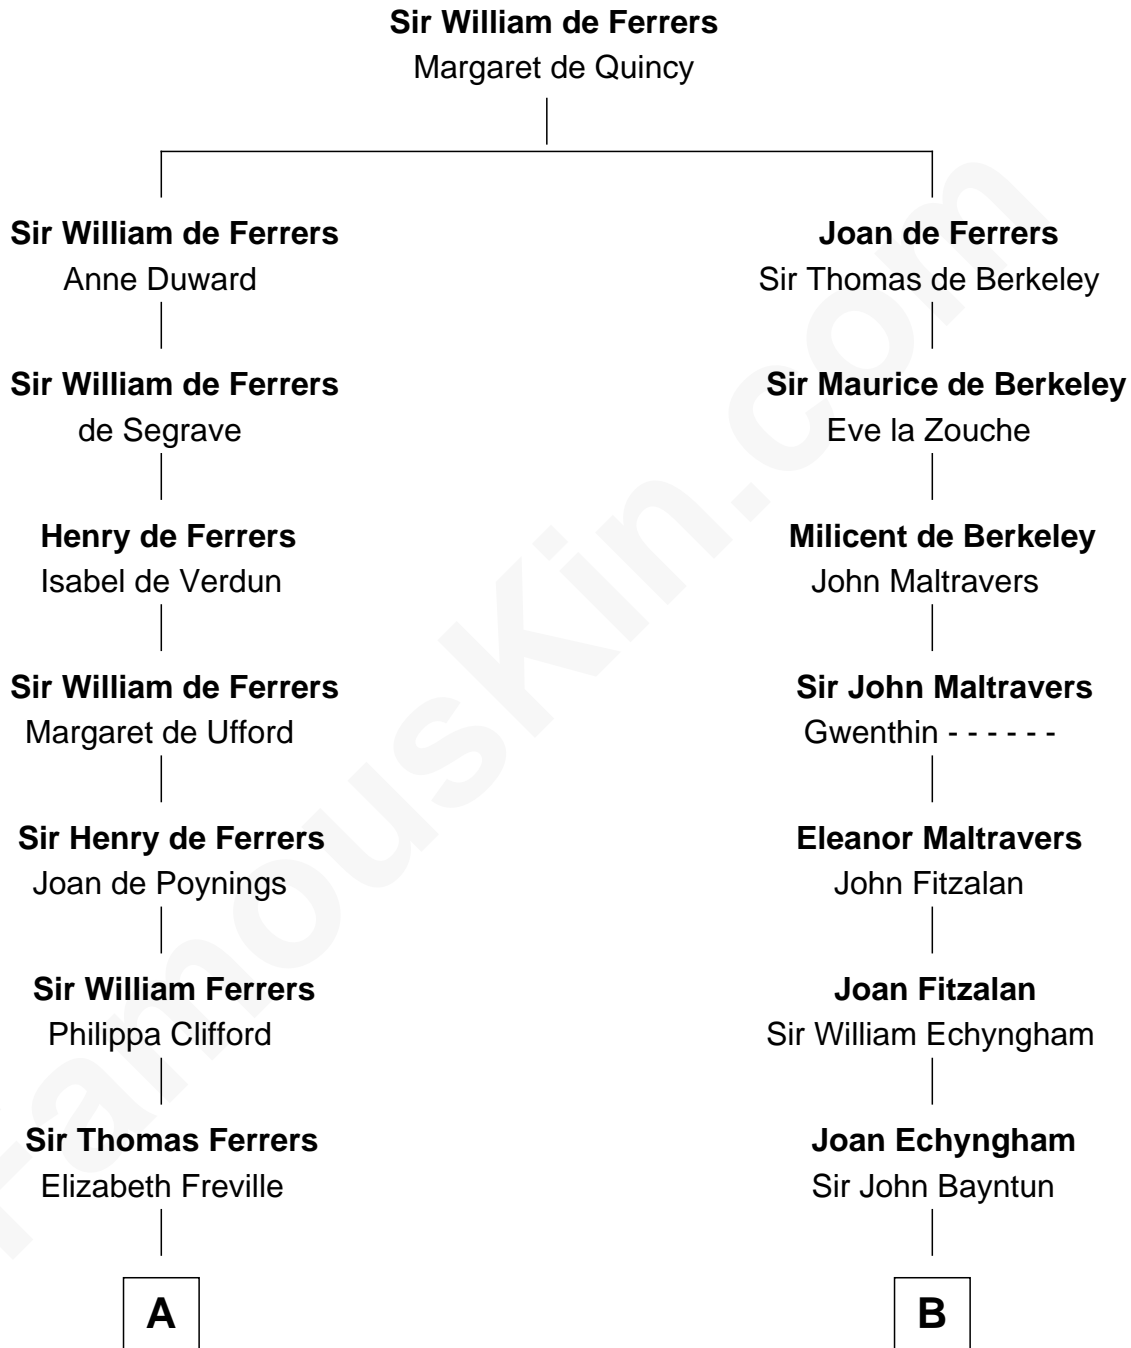 Sir William de Ferrers
Margaret de Quincy
Sir William de Ferrers
Anne Duward
Sir William de Ferrers
de Segrave
Henry de Ferrers
Isabel de Verdun
Sir William de Ferrers
Margaret de Ufford
Sir Henry de Ferrers
Joan de Poynings
Sir William Ferrers
Philippa Clifford
Sir Thomas Ferrers
Elizabeth Freville
A
Joan de Ferrers
Sir Thomas de Berkeley
Sir Maurice de Berkeley
Eve la Zouche
Milicent de Berkeley
John Maltravers
Sir John Maltravers
Gwenthin - - - - - -
Eleanor Maltravers
John Fitzalan
Joan Fitzalan
Sir William Echyngham
Joan Echyngham
Sir John Bayntun
B
FamousKin.com